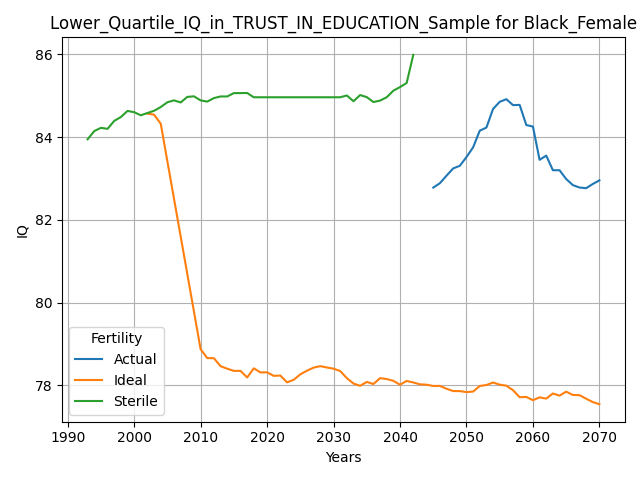 Lower_Quartile_IQ_in_TRUST_IN_EDUCATION_Sample for Black_Female
86
84
82
80
78
IQ
Fertility
Actual
Ideal
Sterile
1990 2000 2010 2020 2030 2040 2050 2060 2070
Years